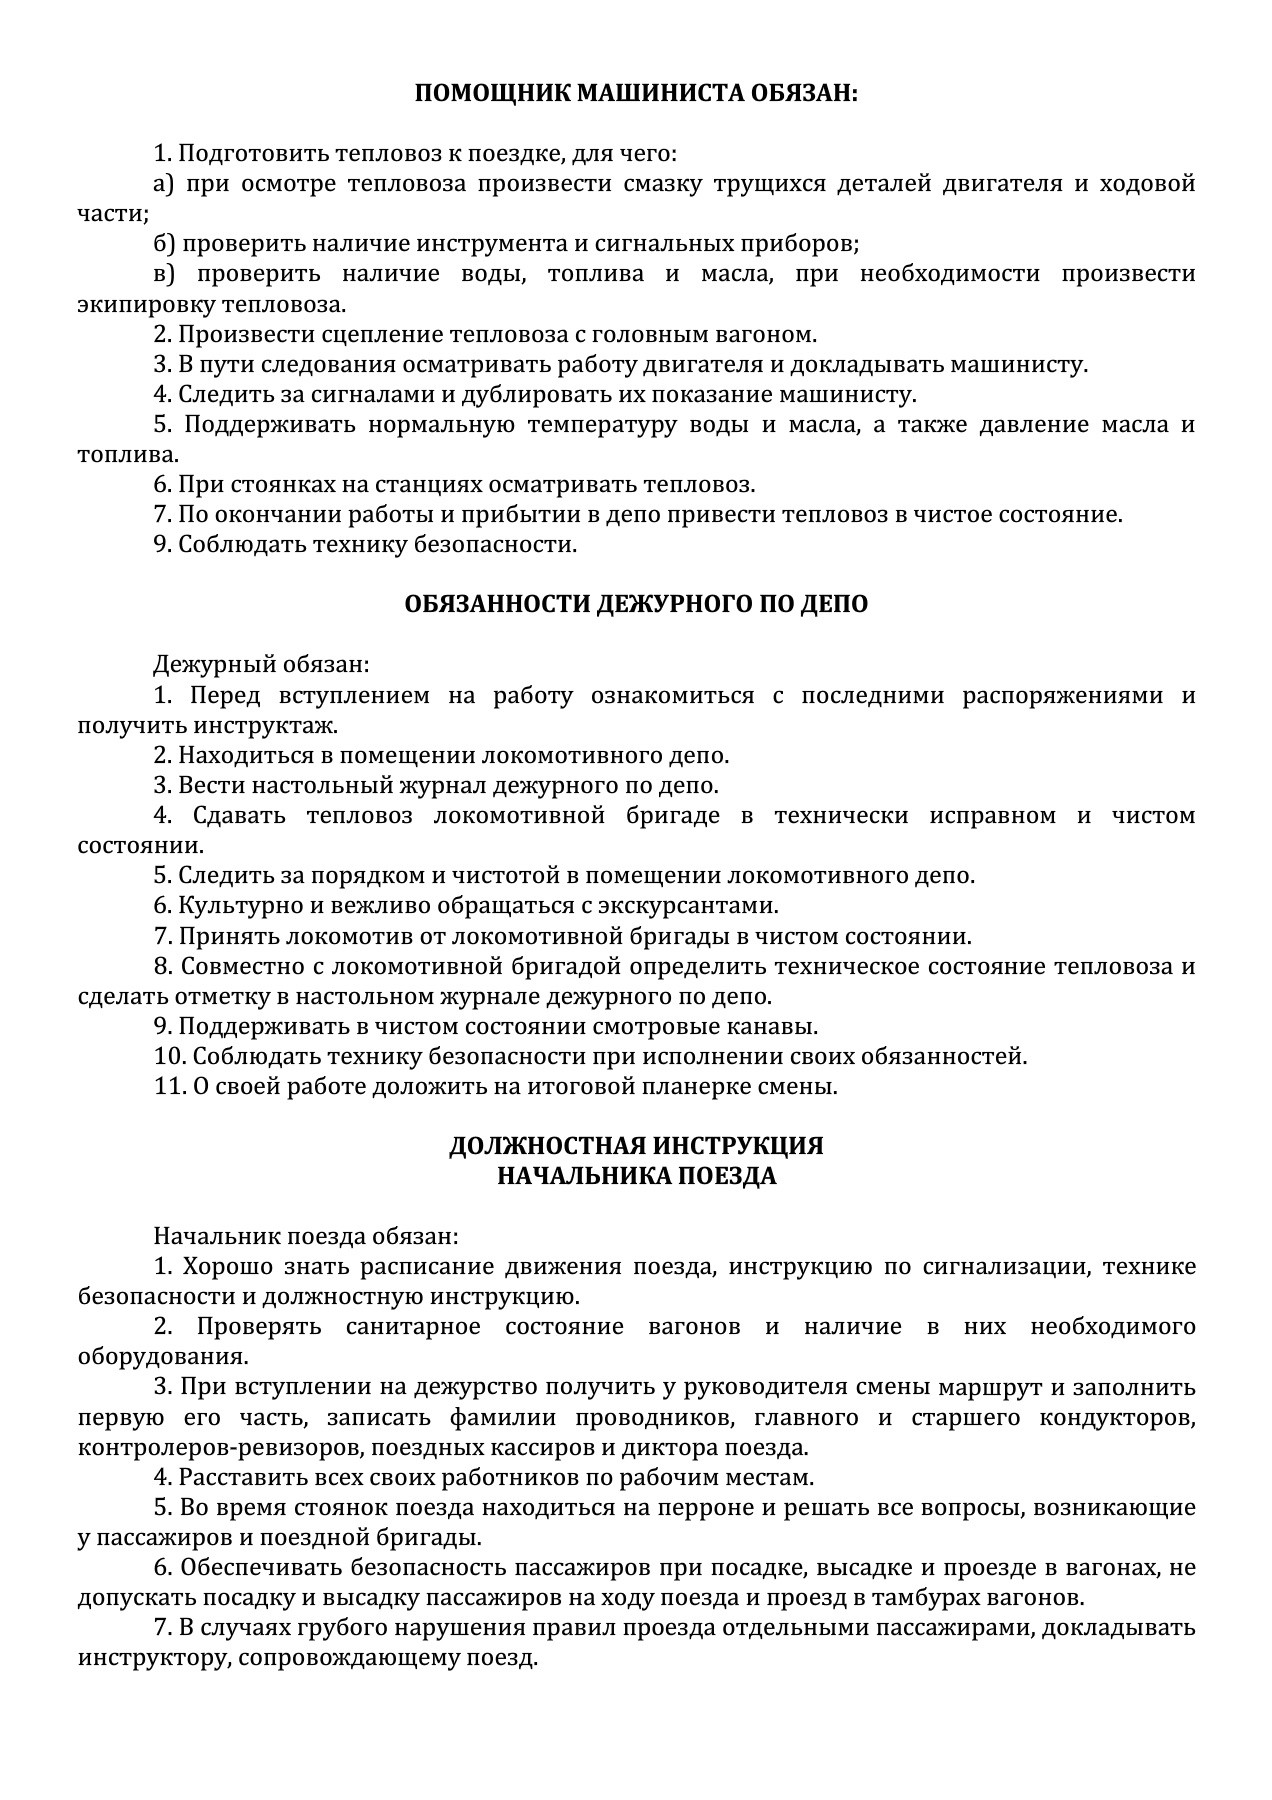 ПОМОЩНИК МАШИНИСТА ОБЯЗАН:
1. Подготовить тепловоз к поездке, для чего:
а) при осмотре тепловоза произвести смазку трущихся деталей двигателя и ходовой
части;
б) проверить наличие инструмента и сигнальных приборов;
в) проверить наличие воды, топлива и масла, при необходимости произвести
экипировку тепловоза.
2. Произвести сцепление тепловоза с головным вагоном.
3. В пути следования осматривать работу двигателя и докладывать машинисту.
4. Следить за сигналами и дублировать их показание машинисту.
5. Поддерживать нормальную температуру воды и масла, а также давление масла и
топлива.
6. При стоянках на станциях осматривать тепловоз.
7. По окончании работы и прибытии в депо привести тепловоз в чистое состояние.
9. Соблюдать технику безопасности.
ОБЯЗАННОСТИ ДЕЖУРНОГО ПО ДЕПО
Дежурный обязан:
1. Перед вступлением на работу ознакомиться с последними распоряжениями и
получить инструктаж.
2. Находиться в помещении локомотивного депо.
3. Вести настольный журнал дежурного по депо.
4. Сдавать тепловоз локомотивной бригаде в технически исправном и чистом
состоянии.
5. Следить за порядком и чистотой в помещении локомотивного депо.
6. Культурно и вежливо обращаться с экскурсантами.
7. Принять локомотив от локомотивной бригады в чистом состоянии.
8. Совместно с локомотивной бригадой определить техническое состояние тепловоза и
сделать отметку в настольном журнале дежурного по депо.
9. Поддерживать в чистом состоянии смотровые канавы.
10. Соблюдать технику безопасности при исполнении своих обязанностей.
11. О своей работе доложить на итоговой планерке смены.
ДОЛЖНОСТНАЯ ИНСТРУКЦИЯ
НАЧАЛЬНИКА ПОЕЗДА
Начальник поезда обязан:
1. Хорошо знать расписание движения поезда, инструкцию по сигнализации, технике
безопасности и должностную инструкцию.
2. Проверять санитарное состояние вагонов и наличие в них необходимого
оборудования.
3. При вступлении на дежурство получить у руководителя смены маршрут и заполнить
первую его часть, записать фамилии проводников, главного и старшего кондукторов,
контролеров-ревизоров, поездных кассиров и диктора поезда.
4. Расставить всех своих работников по рабочим местам.
5. Во время стоянок поезда находиться на перроне и решать все вопросы, возникающие
у пассажиров и поездной бригады.
6. Обеспечивать безопасность пассажиров при посадке, высадке и проезде в вагонах, не
допускать посадку и высадку пассажиров на ходу поезда и проезд в тамбурах вагонов.
7. В случаях грубого нарушения правил проезда отдельными пассажирами, докладывать
инструктору, сопровождающему поезд.